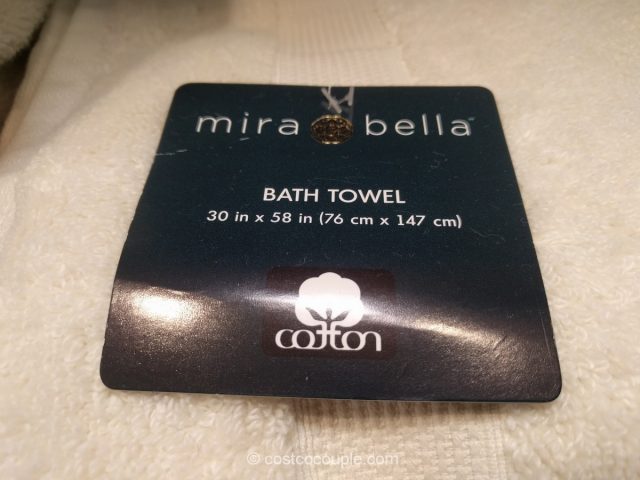 mira bella
BATH TOWEL
30 in x 58 in (76 cm x 147 cm)
cotton
© costcocouple.com